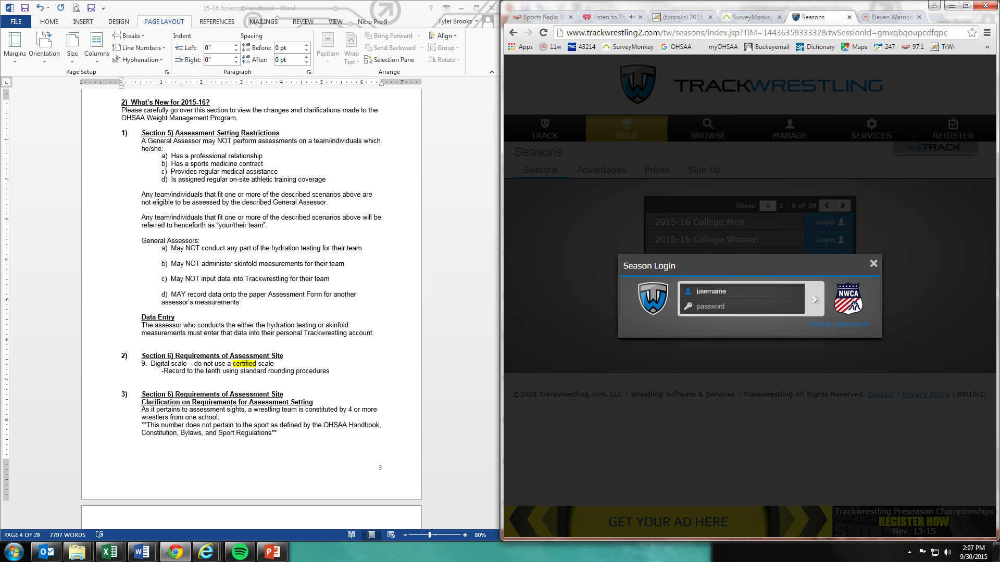 15-16 Assessor Handbook - Word
FILE HOME INSERT DESIGN PAGE LAYOUT REFERENCES MAILINGS REVIEW VIEW Nitro Pro 9 Tyler Brooks
Margins Orientation Size Columns
Breaks
Line Numbers
Hyphenation
Page Setup
Indent
Left: 0"
Right: 0"
Spacing
Before: 0 pt
After: 0 pt
Paragraph
Position Wrap Text
Bring Forward
Send Backward
Selection Pane
Align
Group
Rotate
Arrange
2) What's New for 2015-16?
Please carefully go over this section to view the changes and clarifications made to the
OHSAA Weight Management Program.
1) Section 5) Assessment Setting Restrictions
A General Assessor may NOT perform assessments on a team/individuals which
he/she:
a) Has a professional relationship
b) Has a sports medicine contract
c) Provides regular medical assistance
d) Is assigned regular on-site athletic training coverage
Any team/individuals that fit one or more of the described scenarios above are
not eligible to be assessed by the described General Assessor.
Any team/individuals that fit one or more of the described scenarios above will be
referred to henceforth as "your/their team".
General Assessors:
a) May NOT conduct any part of the hydration testing for their team
b) May NOT administer skinfold measurements for their team
c) May NOT input data into Trackwrestling for their team
d) MAY record data onto the paper Assessment Form for another
assessor's measurements
Data Entry
The assessor who conducts the either the hydration testing or skinfold
measurements must enter that data into their personal Trackwrestling account.
2) Section 6) Requirements of Assessment Site
9. Digital scale – do not use a certified scale
-Record to the tenth using standard rounding procedures
3) Section 6) Requirements of Assessment Site
Clarification on Requirements for Assessment Setting
As it pertains to assessment sights, a wrestling team is constituted by 4 or more
wrestlers from one school.
**This number does not pertain to the sport as defined by the OHSAA Handbook,
Constitution, Bylaws, and Sport Regulations**
3
PAGE 4 OF 29 7797 WORDS 80%
Sports Radio 9 Listen to Th (tbrooks) 2015 SurveyMonkey Seasons Eleven Warrior
www.trackwrestling2.com/tw/seasons/index.jsp?TIM=1443635933332&twSessionId=gmxqbqoupcdfqpc
Apps 11w TWC 43214 SurveyMonkey OHSAA myOHSAA Buckeyemail Dictionary Maps 247 97.1 TrWr »
TRACKWRESTLING
TRACK GOLD BROWSE MANAGE SERVICES REGISTER
Seasons
myTRACK
Seasons Advantages Prices Sign Up
Show: 6 1 - 6 of 38
2015-16 College Men Login
2015-16 College Women Login
Season Login
username
password
NWCA
Forgot password?
©2003 Trackwrestling.com, LLC | Wrestling Software & Services - Trackwrestling All Rights Reserved. Contact | Privacy Policy (30010/2)
GET YOUR AD HERE
Trackwrestling Preseason Championships
REGISTER NOW
Nov. 13-15
2:07 PM
9/30/2015